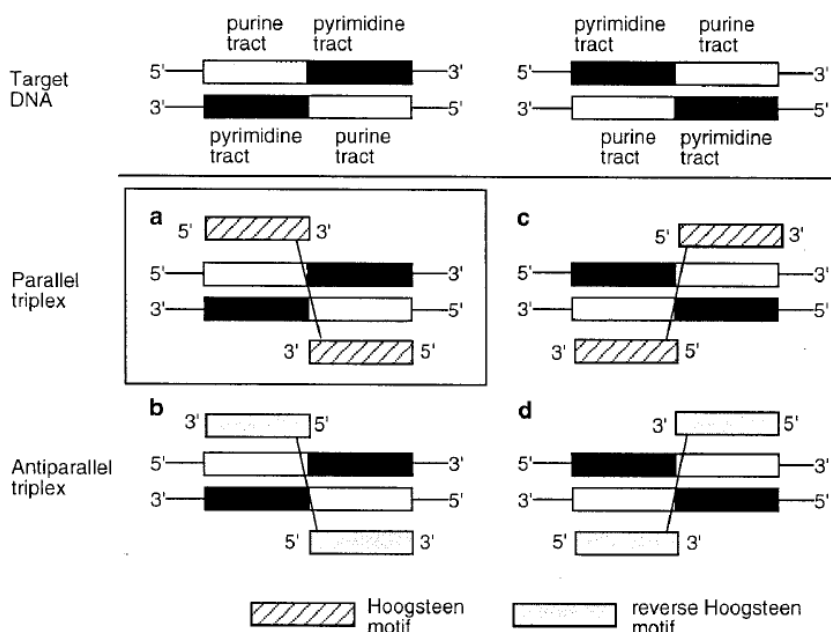 purine tract
pyrimidine tract
pyrimidine tract
purine tract
Target DNA
5' 3'
5' 3'
3' 5'
3' 5'
pyrimidine tract
purine tract
purine tract
pyrimidine tract
a
5' 3'
c
5' 3'
Parallel triplex
5' 3'
5' 3'
3' 5'
3' 5'
3' 5'
3' 5'
b
3' 5'
d
3' 5'
Antiparallel triplex
5' 3'
5' 3'
3' 5'
3' 5'
5' 3'
5' 3'
Hoogsteen motif
reverse Hoogsteen motif